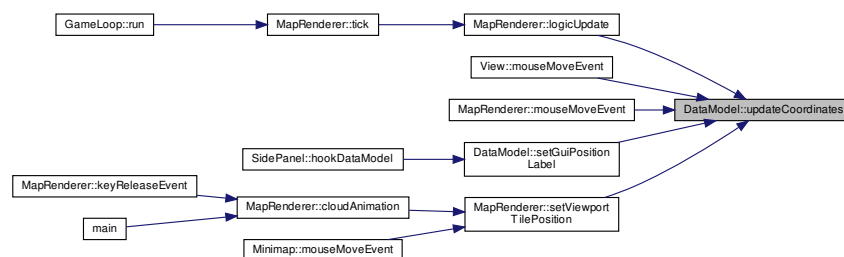 GameLoop::run
MapRenderer::tick
MapRenderer::logicUpdate
View::mouseMoveEvent
MapRenderer::mouseMoveEvent
DataModel::updateCoordinates
SidePanel::hookDataModel
DataModel::setGuiPosition
Label
MapRenderer::keyReleaseEvent
main
MapRenderer::cloudAnimation
MapRenderer::setViewport
TilePosition
Minimap::mouseMoveEvent